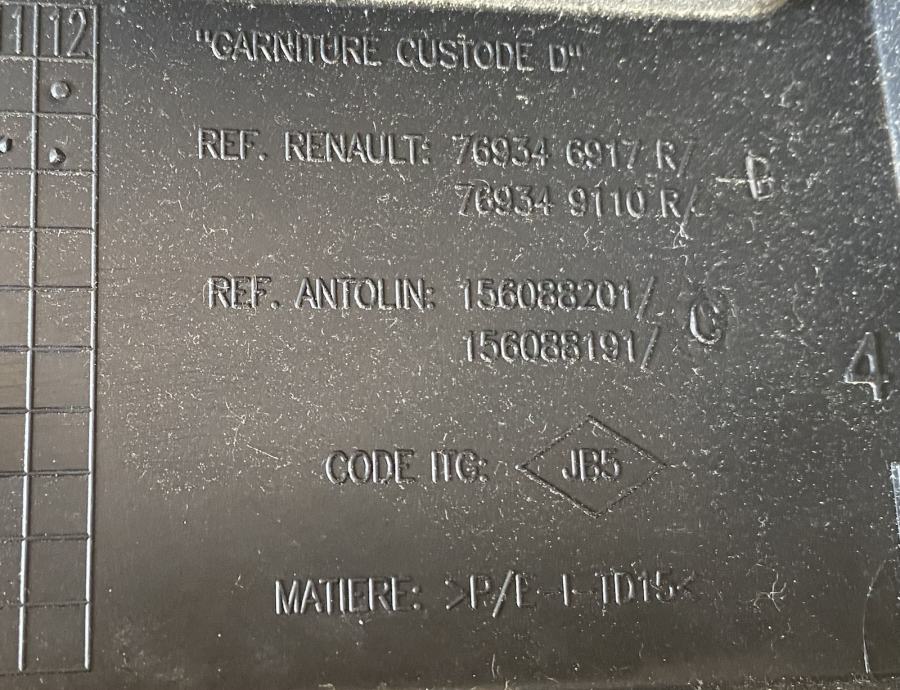 11 12
"GARNITURE CUSTODE D"
REF. RENAULT: 76934 6917 R/
76934 9110 R/ B
REF. ANTOLIN: 156088201/
156088191/ C
4
CODE ITG: JB5
MATIERE: >P/E-I-TD15<